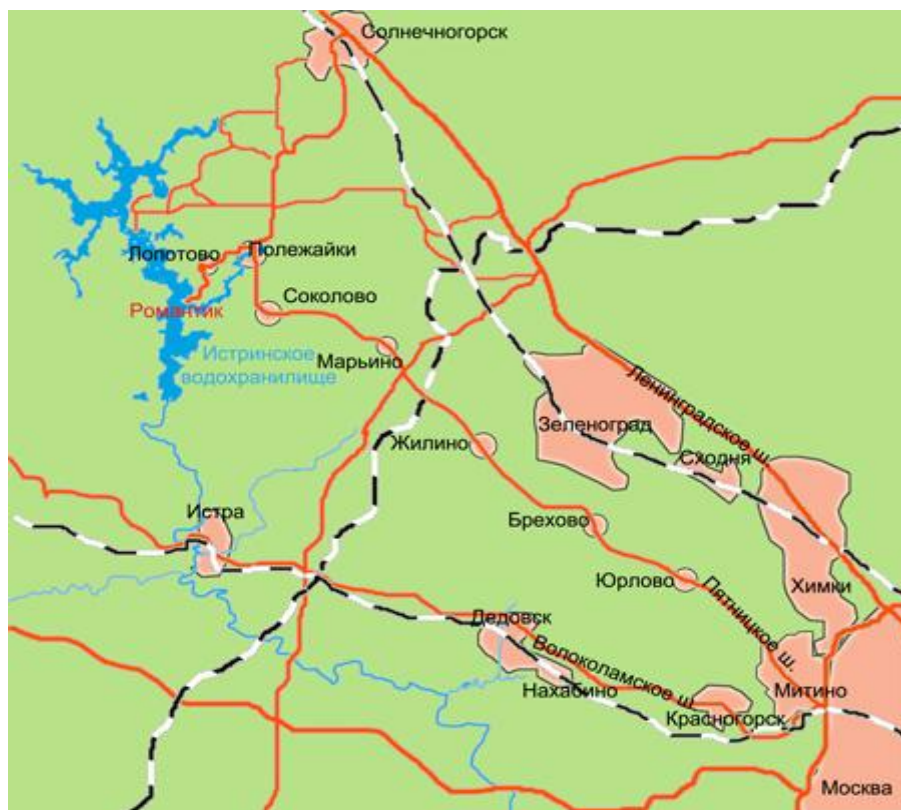 Солнечногорск
Лопотово
Полежайки
Соколово
Романтик
Истринское
водохранилище
Марьино
Ленинградское ш.
Зеленоград
Жилино
Сходня
Истра
Брехово
Юрлово
Химки
Пятницкое ш.
Дедовск
Волоколамское ш.
Нахабино
Митино
Красногорск
Москва